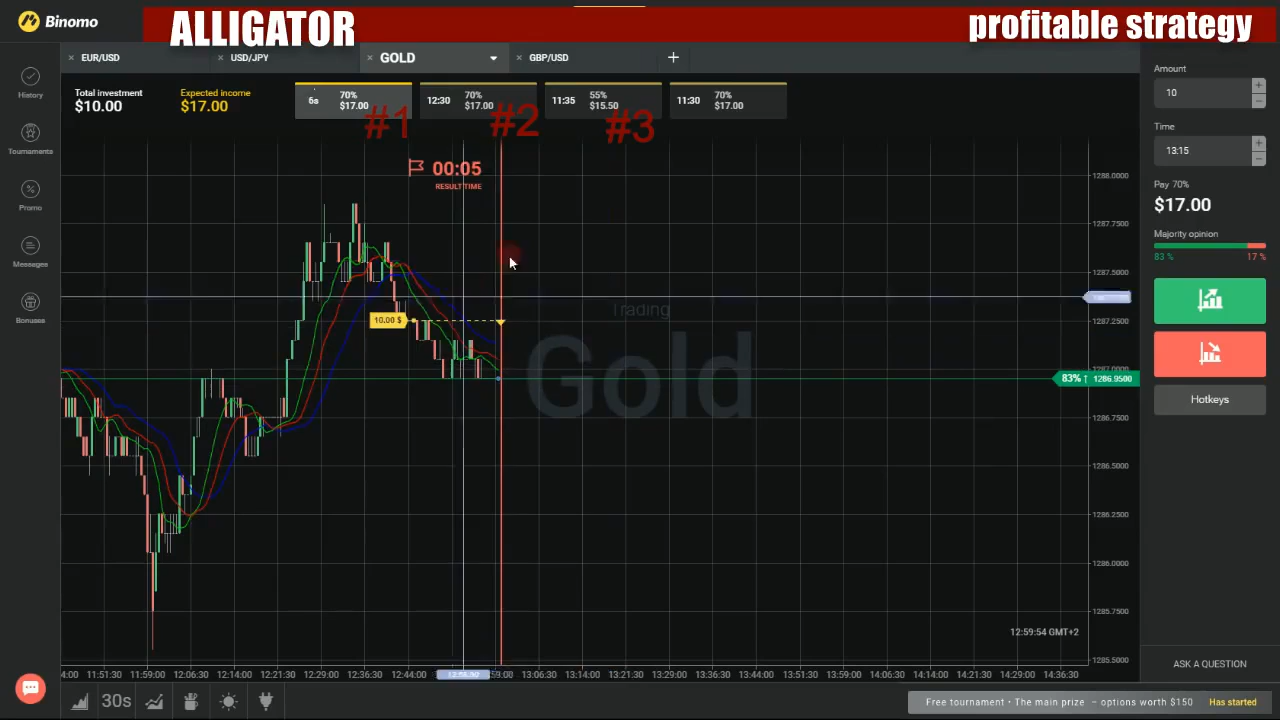 Binomo
ALLIGATOR
profitable strategy
EUR/USD
USD/JPY
GOLD
GBP/USD
Total investment
$10.00
Expected income
$17.00
6s
70%
$17.00
12:30
70%
$17.00
11:35
55%
$15.50
11:30
70%
$17.00
#1
#2
#3
History
Tournaments
Promo
Messages
Bonuses
00:05
RESULT TIME
10.00 $
Trading
Gold
1288.0000
1287.7500
1287.5000
1287.2500
1287.0000
83% ↑ 1286.9500
1286.7500
1286.5000
1286.2500
1286.0000
1285.7500
1285.5000
12:59:54 GMT+2
4:00 11:51:30 11:59:00 12:06:30 12:14:00 12:21:30 12:29:00 12:36:30 12:44:00 59:00 13:06:30 13:14:00 13:21:30 13:29:00 13:36:30 13:44:00 13:51:30 13:59:00 14:06:30 14:14:00 14:21:30 14:29:00 14:36:30
30s
Amount
10
Time
13:15
Pay 70%
$17.00
Majority opinion
83 % 17 %
Hotkeys
ASK A QUESTION
Free tournament • The main prize – options worth $150 Has started